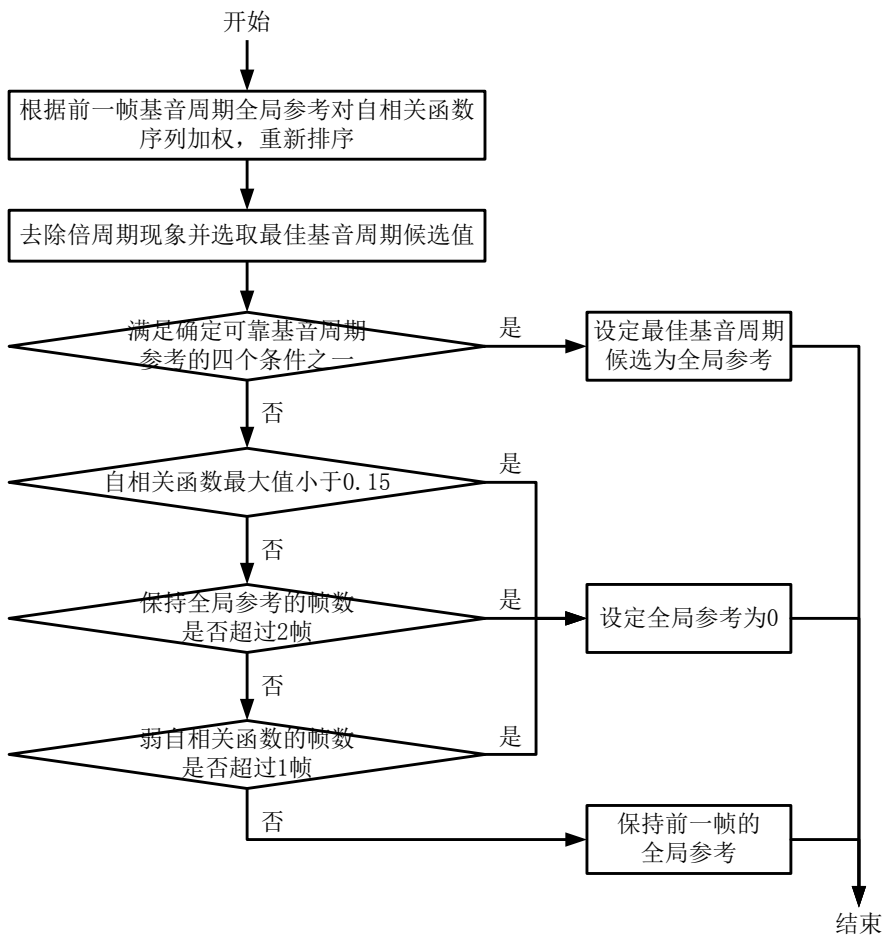 开始
根据前一帧基音周期全局参考对自相关函数
序列加权，重新排序
去除倍周期现象并选取最佳基音周期候选值
满足确定可靠基音周期
参考的四个条件之一
是
设定最佳基音周期
候选为全局参考
否
自相关函数最大值小于0.15
是
否
保持全局参考的帧数
是否超过2帧
是
设定全局参考为0
否
弱自相关函数的帧数
是否超过1帧
是
否
保持前一帧的
全局参考
结束